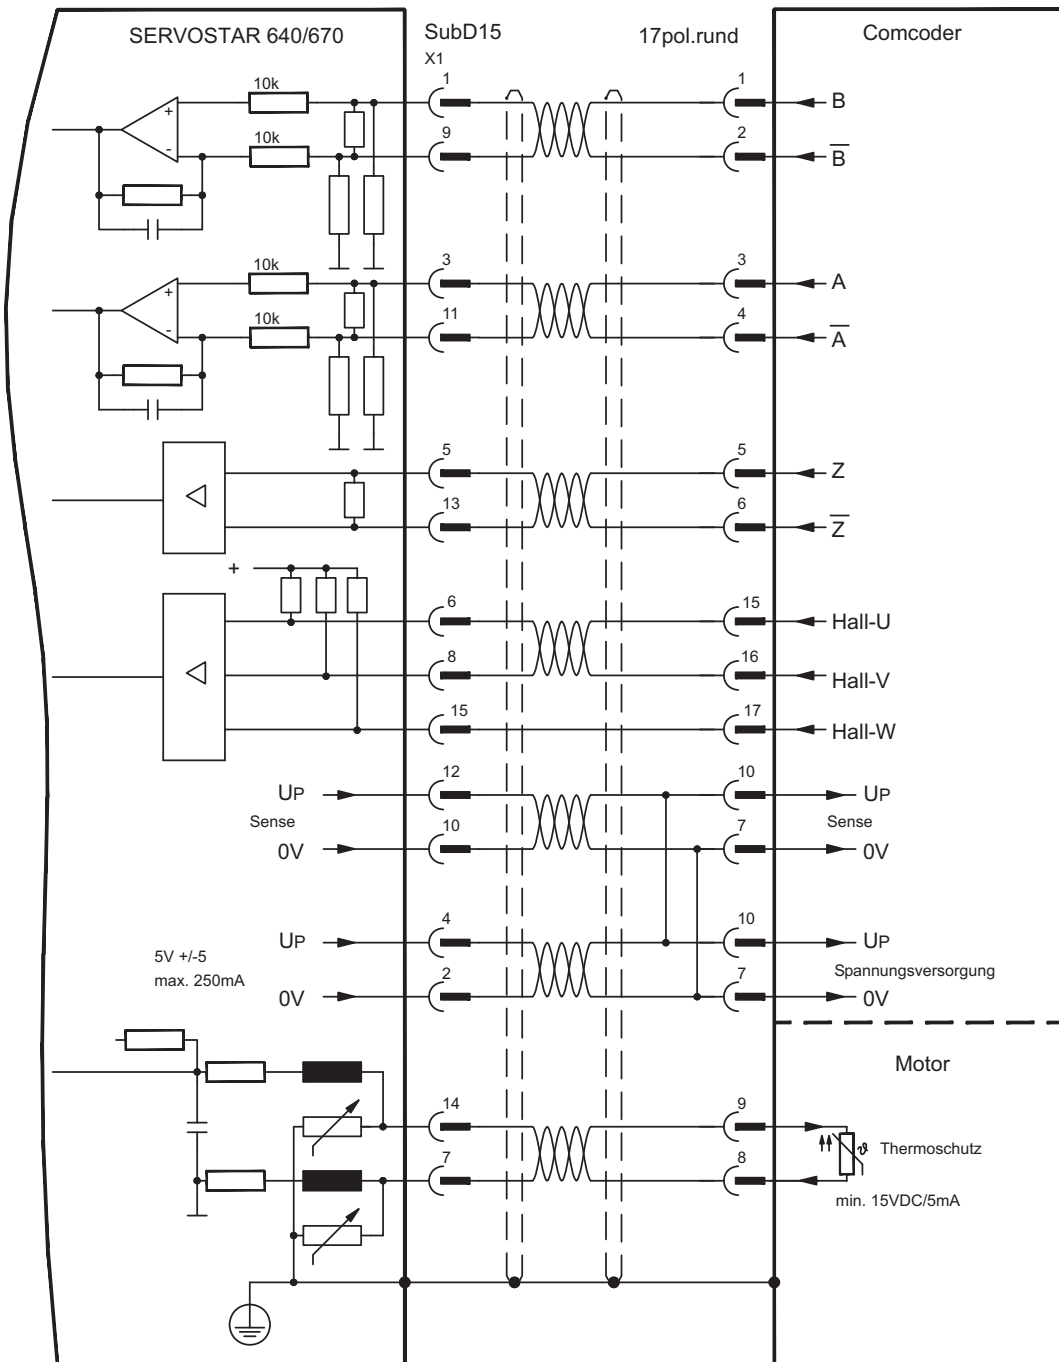 SERVOSTAR 640/670 SubD15 17pol.rund Comcoder
X1
10k 1 1 B
+
10k 9 2 B̅
-
10k 3 3 A
+
10k 11 4 A̅
-
5 5 Z
13 6 Z̅
+
6 15 Hall-U
8 16 Hall-V
15 17 Hall-W
UP 12 10 UP
Sense Sense
0V 10 7 0V
UP 4 10 UP
5V +/-5 Spannungsversorgung
max. 250mA
0V 2 7 0V
Motor
14 9
ϑ Thermoschutz
7 8
min. 15VDC/5mA